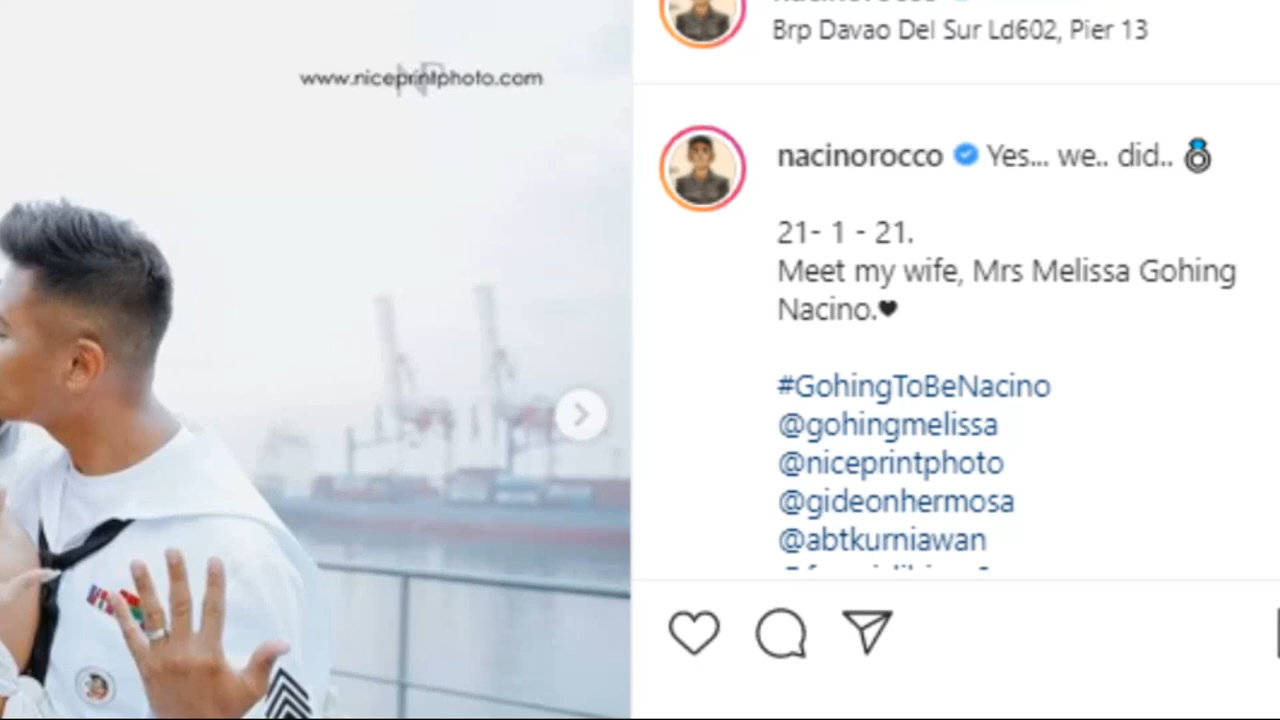 www.niceprintphoto.com
Brp Davao Del Sur Ld602, Pier 13
nacinorocco Yes... we.. did.. 💍
21- 1 - 21.
Meet my wife, Mrs Melissa Gohing
Nacino.🖤
#GohingToBeNacino
@gohingmelissa
@niceprintphoto
@gideonhermosa
@abtkurniawan